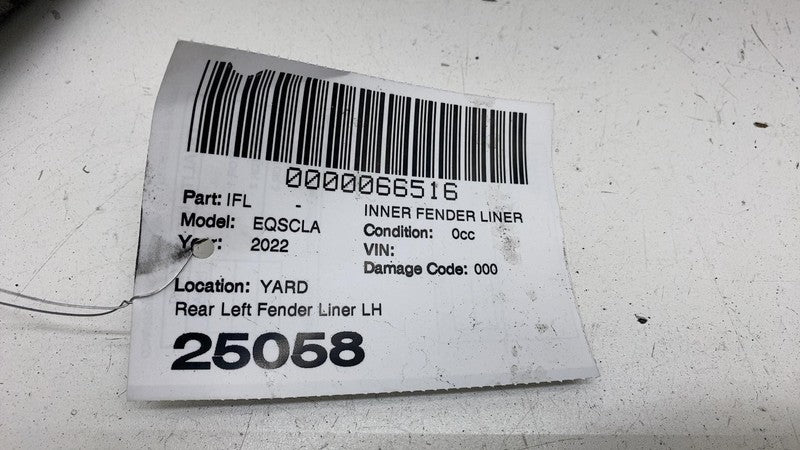 0000066516
Part: IFL - INNER FENDER LINER
Model: EQSCLA Condition: 0cc
Year: 2022 VIN:
Damage Code: 000
Location: YARD
Rear Left Fender Liner LH
25058